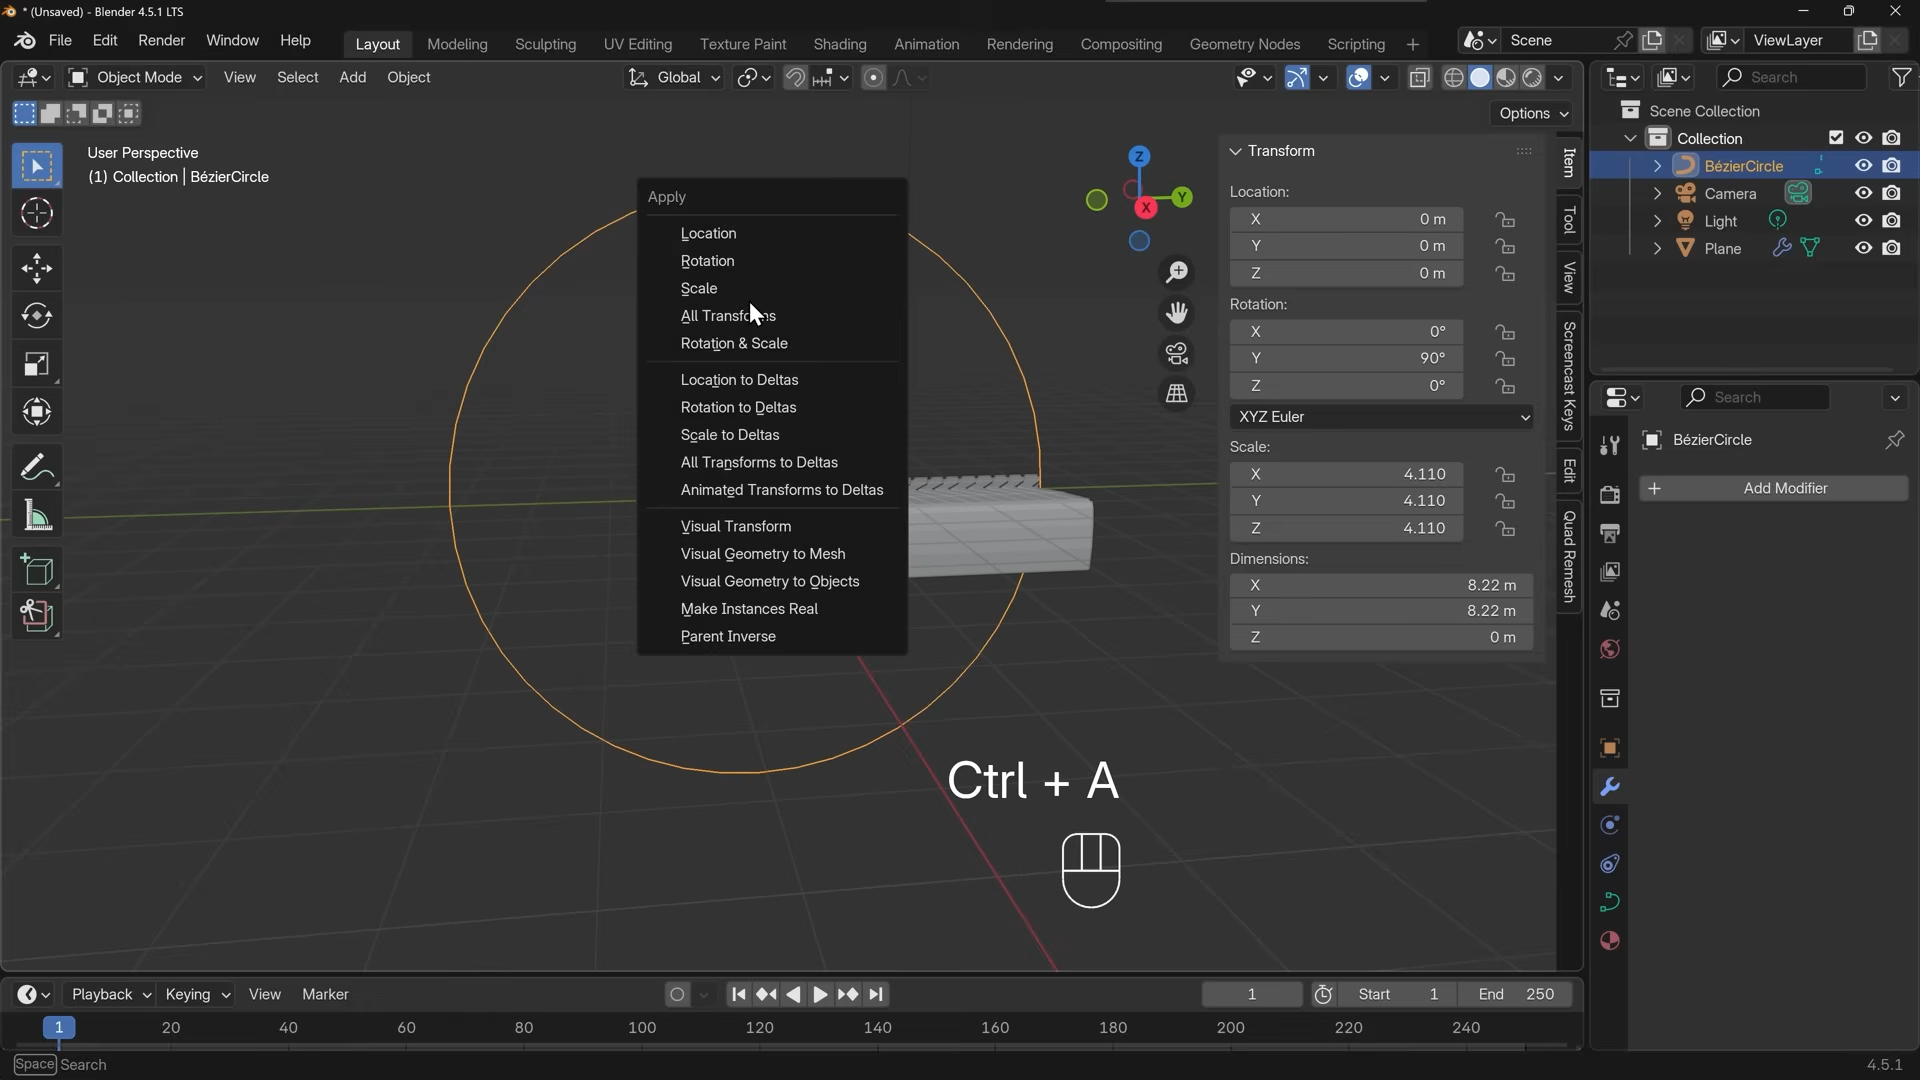 * (Unsaved) - Blender 4.5.1 LTS
File Edit Render Window Help Layout Modeling Sculpting UV Editing Texture Paint Shading Animation Rendering Compositing Geometry Nodes Scripting + Scene ViewLayer
Object Mode View Select Add Object Global Search
Options
User Perspective
(1) Collection | BézierCircle
Apply
Location
Rotation
Scale
All Transforms
Rotation & Scale
Location to Deltas
Rotation to Deltas
Scale to Deltas
All Transforms to Deltas
Animated Transforms to Deltas
Visual Transform
Visual Geometry to Mesh
Visual Geometry to Objects
Make Instances Real
Parent Inverse
Z
Y
X
Transform
Location:
X 0 m
Y 0 m
Z 0 m
Rotation:
X 0°
Y 90°
Z 0°
XYZ Euler
Scale:
X 4.110
Y 4.110
Z 4.110
Dimensions:
X 8.22 m
Y 8.22 m
Z 0 m
Item
Tool
View
Screencast Keys
Edit
Quad Remesh
Scene Collection
Collection
BézierCircle
Camera
Light
Plane
Search
BézierCircle
+ Add Modifier
Ctrl + A
Playback Keying View Marker 1 Start 1 End 250
1 20 40 60 80 100 120 140 160 180 200 220 240
Space Search 4.5.1